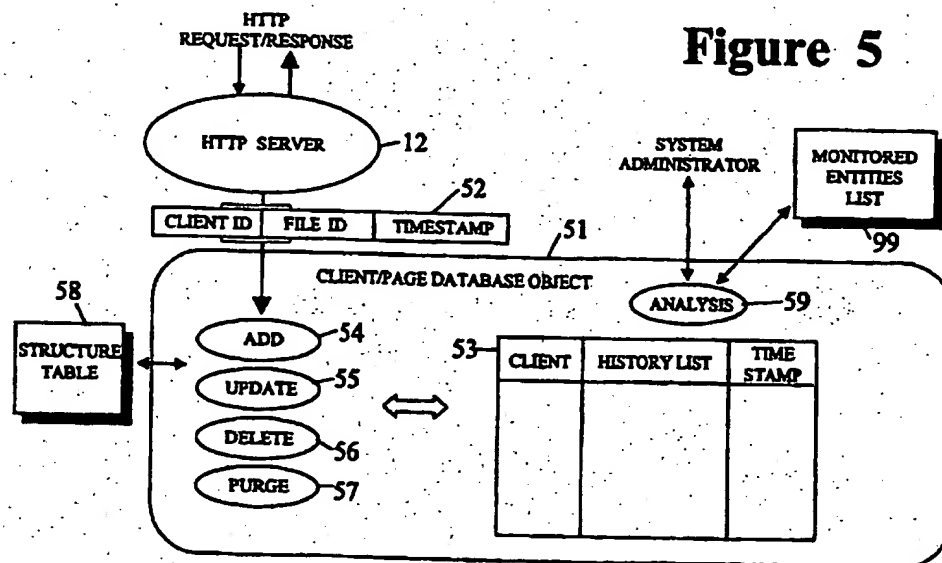 HTTP
REQUEST/RESPONSE
Figure 5
HTTP SERVER
12
SYSTEM
ADMINISTRATOR
MONITORED
ENTITIES
LIST
99
52
CLIENT ID FILE ID TIMESTAMP
51
CLIENT/PAGE DATABASE OBJECT
58
STRUCTURE
TABLE
ANALYSIS
59
ADD
54
UPDATE
55
DELETE
56
PURGE
57
53
CLIENT HISTORY LIST TIME
STAMP